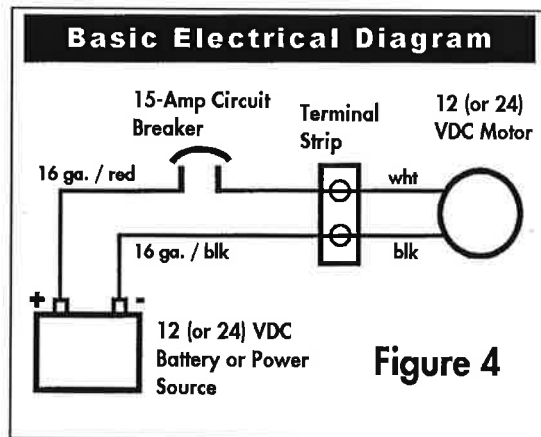 Basic Electrical Diagram
15-Amp Circuit
Breaker
Terminal
Strip
12 (or 24)
VDC Motor
16 ga. / red
wht
16 ga. / blk
blk
+
-
12 (or 24) VDC
Battery or Power
Source
Figure 4